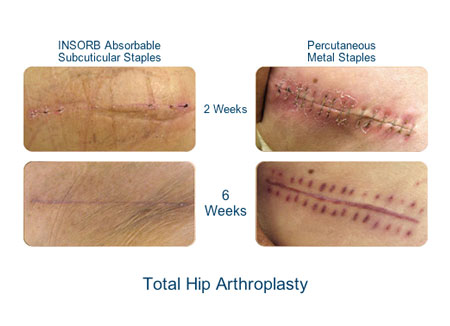 INSORB Absorbable
Subcuticular Staples
Percutaneous
Metal Staples
2 Weeks
6
Weeks
Total Hip Arthroplasty